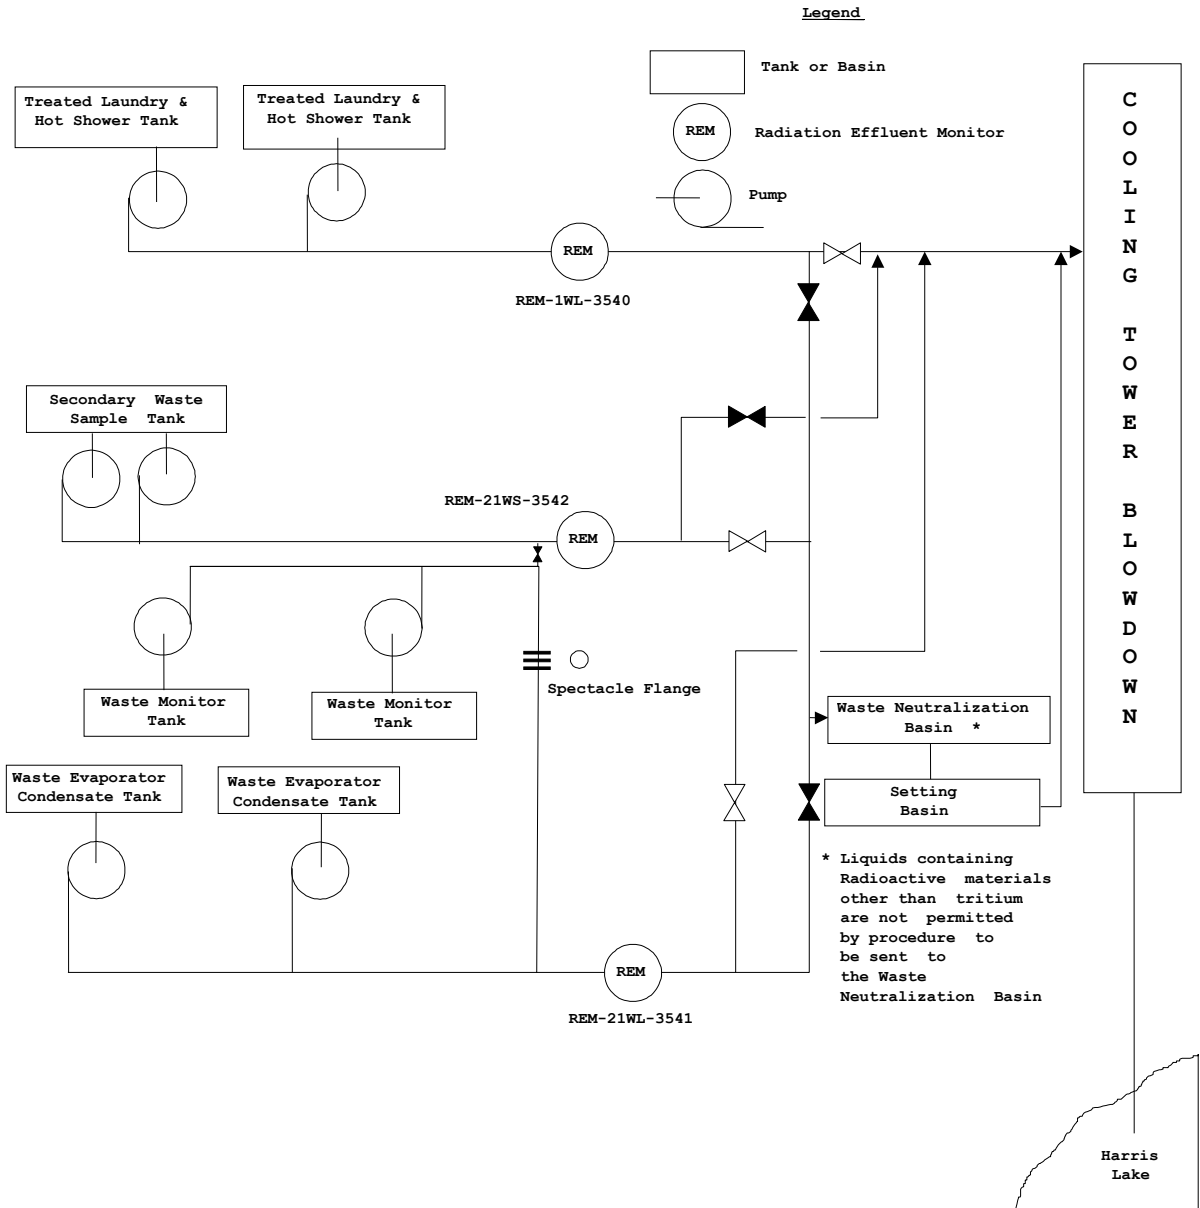 Legend
Tank or Basin
REM
Radiation Effluent Monitor
Pump
Treated Laundry &
Hot Shower Tank
Treated Laundry &
Hot Shower Tank
REM
REM-1WL-3540
Secondary Waste
Sample Tank
REM-21WS-3542
REM
Spectacle Flange
Waste Monitor
Tank
Waste Monitor
Tank
Waste Evaporator
Condensate Tank
Waste Evaporator
Condensate Tank
REM
REM-21WL-3541
Waste Neutralization
Basin *
Setting
Basin
* Liquids containing
Radioactive materials
other than tritium
are not permitted
by procedure to
be sent to
the Waste
Neutralization Basin
COOLING TOWER BLOWDOWN
Harris
Lake